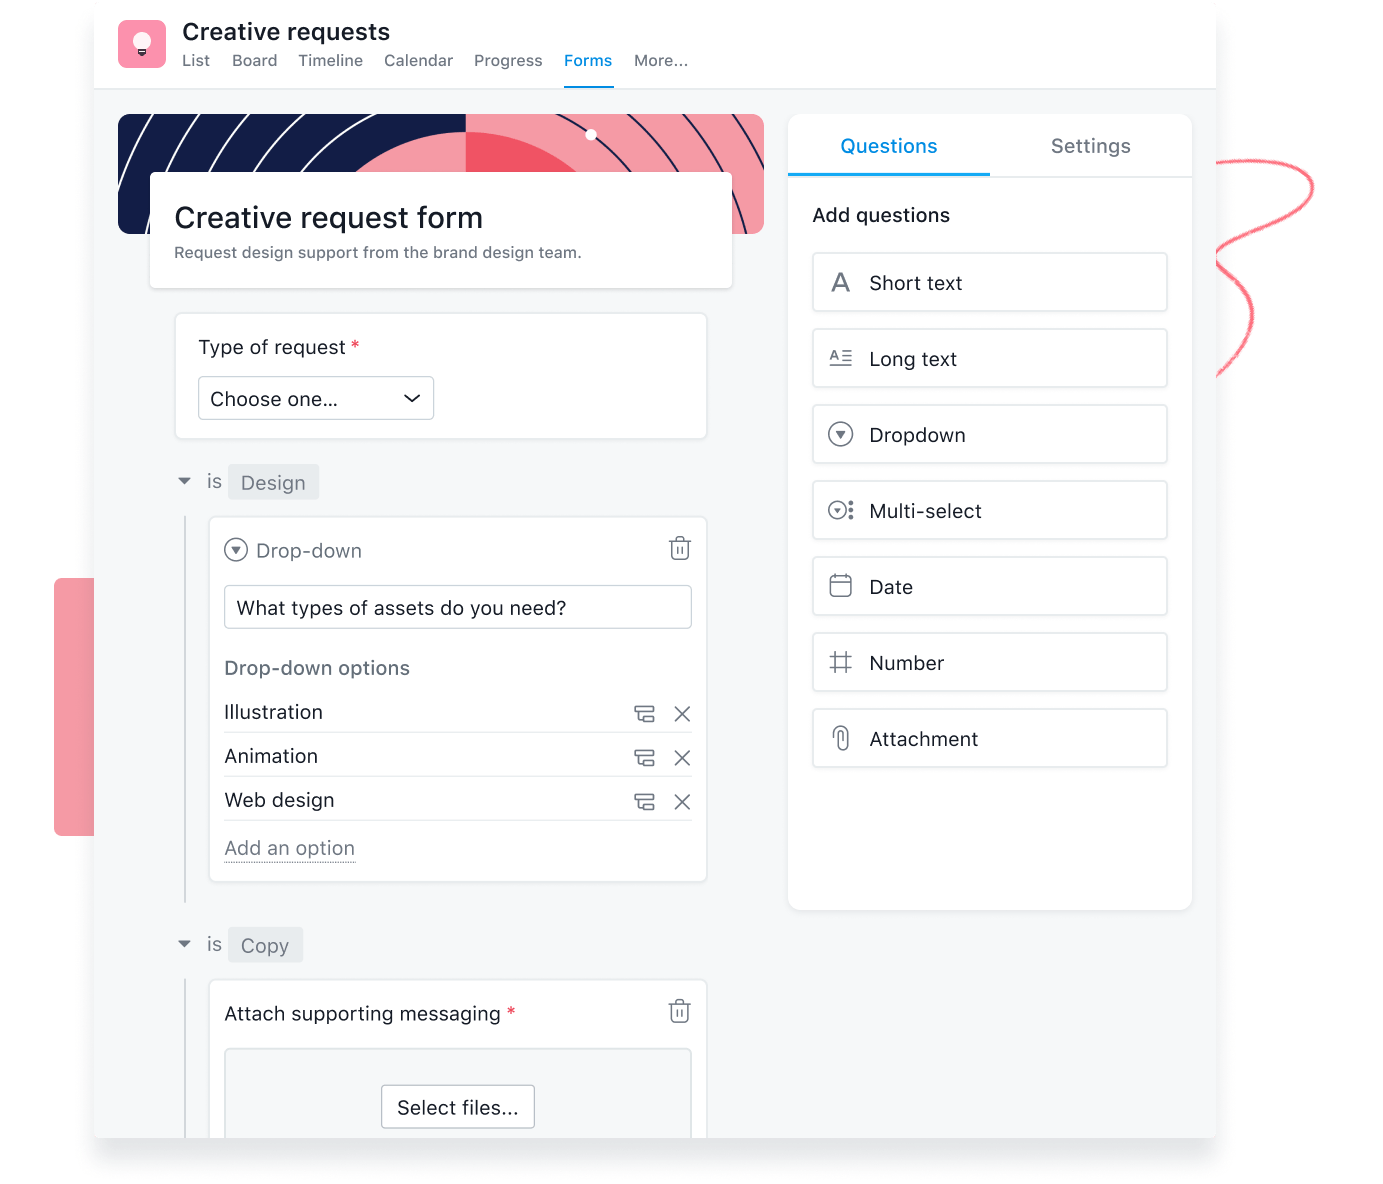 Creative requests
List Board Timeline Calendar Progress Forms More...
Creative request form
Request design support from the brand design team.
Type of request *
Choose one...
is Design
Drop-down
What types of assets do you need?
Drop-down options
Illustration
Animation
Web design
Add an option
is Copy
Attach supporting messaging *
Select files...
Questions Settings
Add questions
Short text
Long text
Dropdown
Multi-select
Date
Number
Attachment